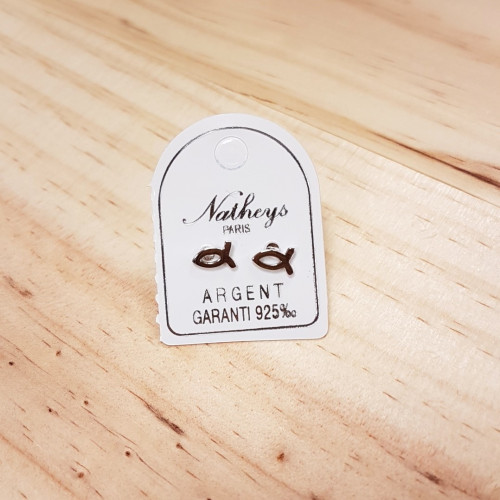 Natheys
PARIS
ARGENT
GARANTI 925‰